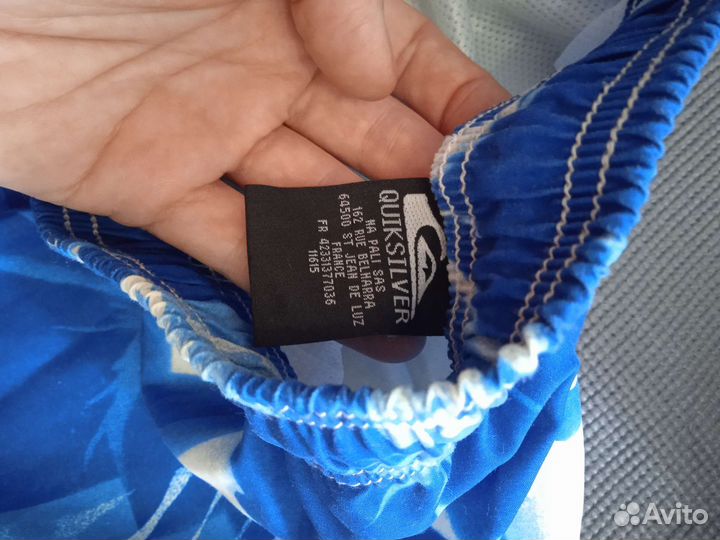 QUIKSILVER
NA PALI SAS
162 RUE BELHARRA
64500 ST JEAN DE LUZ
FRANCE
FR 42331377036
11615
Avito